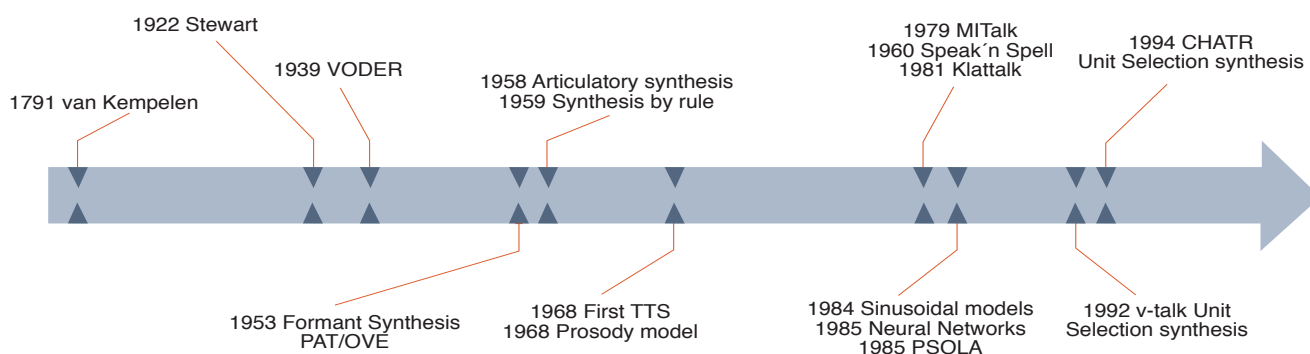 1791 van Kempelen
1922 Stewart
1939 VODER
1953 Formant Synthesis
PAT/OVE
1958 Articulatory synthesis
1959 Synthesis by rule
1968 First TTS
1968 Prosody model
1979 MITalk
1960 Speak´n Spell
1981 Klattalk
1984 Sinusoidal models
1985 Neural Networks
1985 PSOLA
1992 v-talk Unit
Selection synthesis
1994 CHATR
Unit Selection synthesis